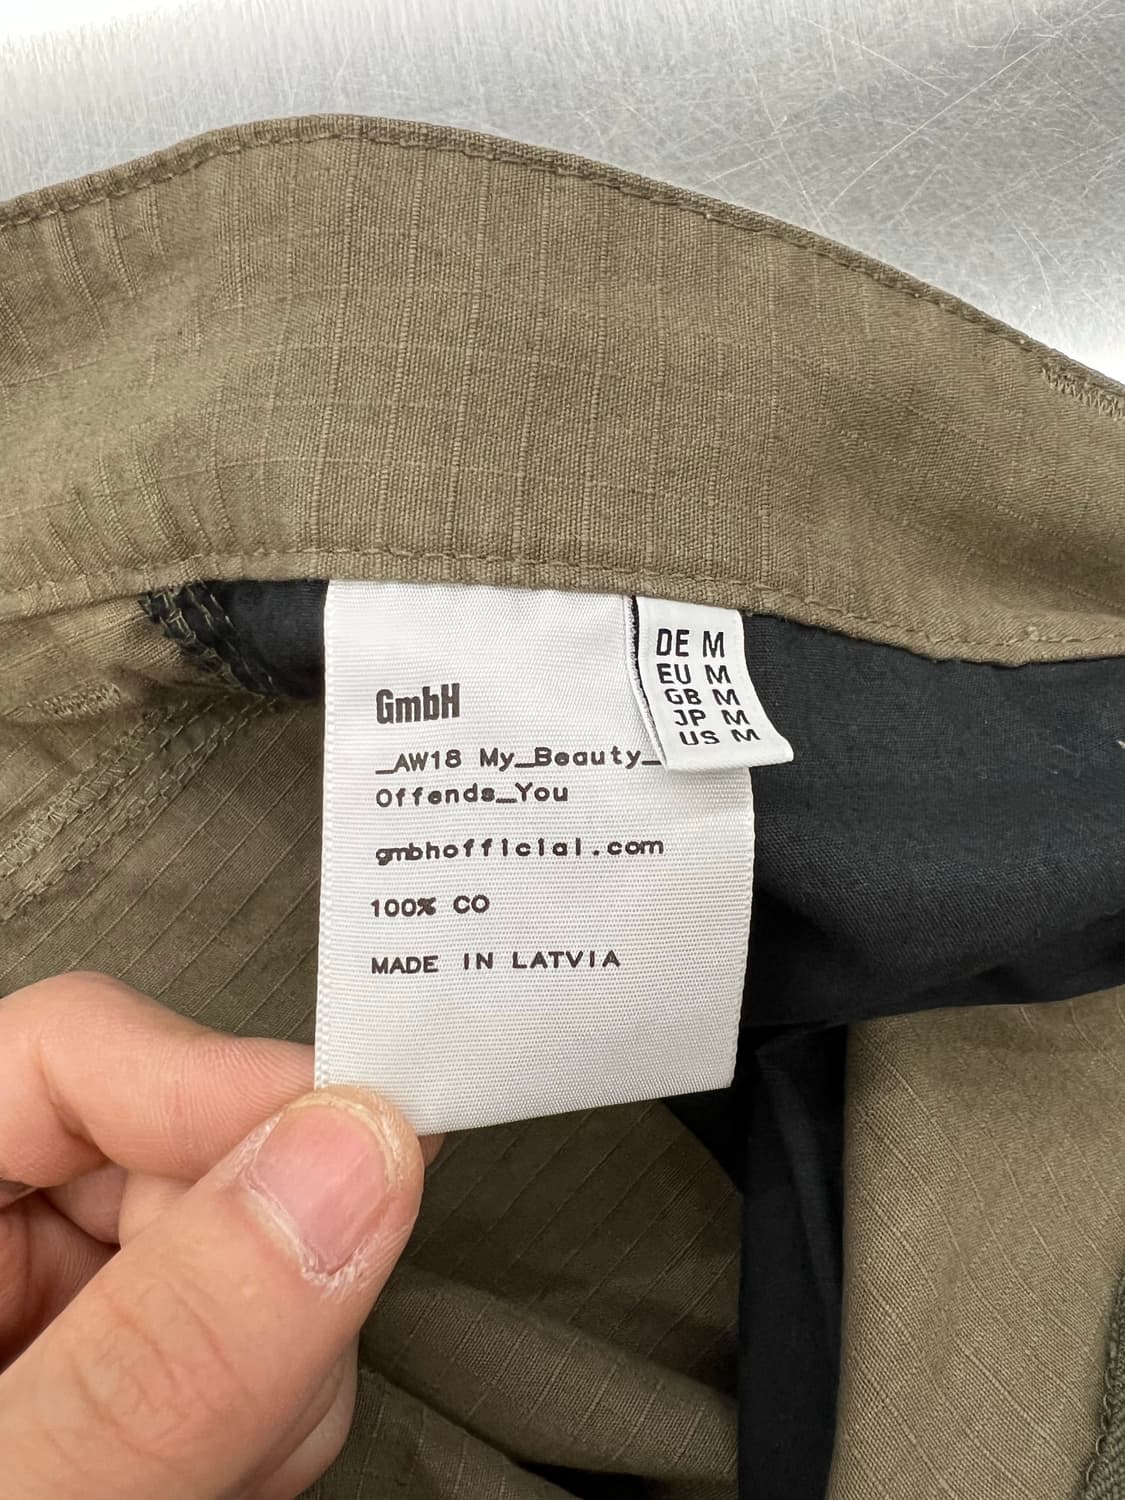 GmbH
_AW18 My_Beauty_
Offends_You
gmbhofficial.com
100% CO
MADE IN LATVIA
DE M
EU M
GB M
JP M
US M